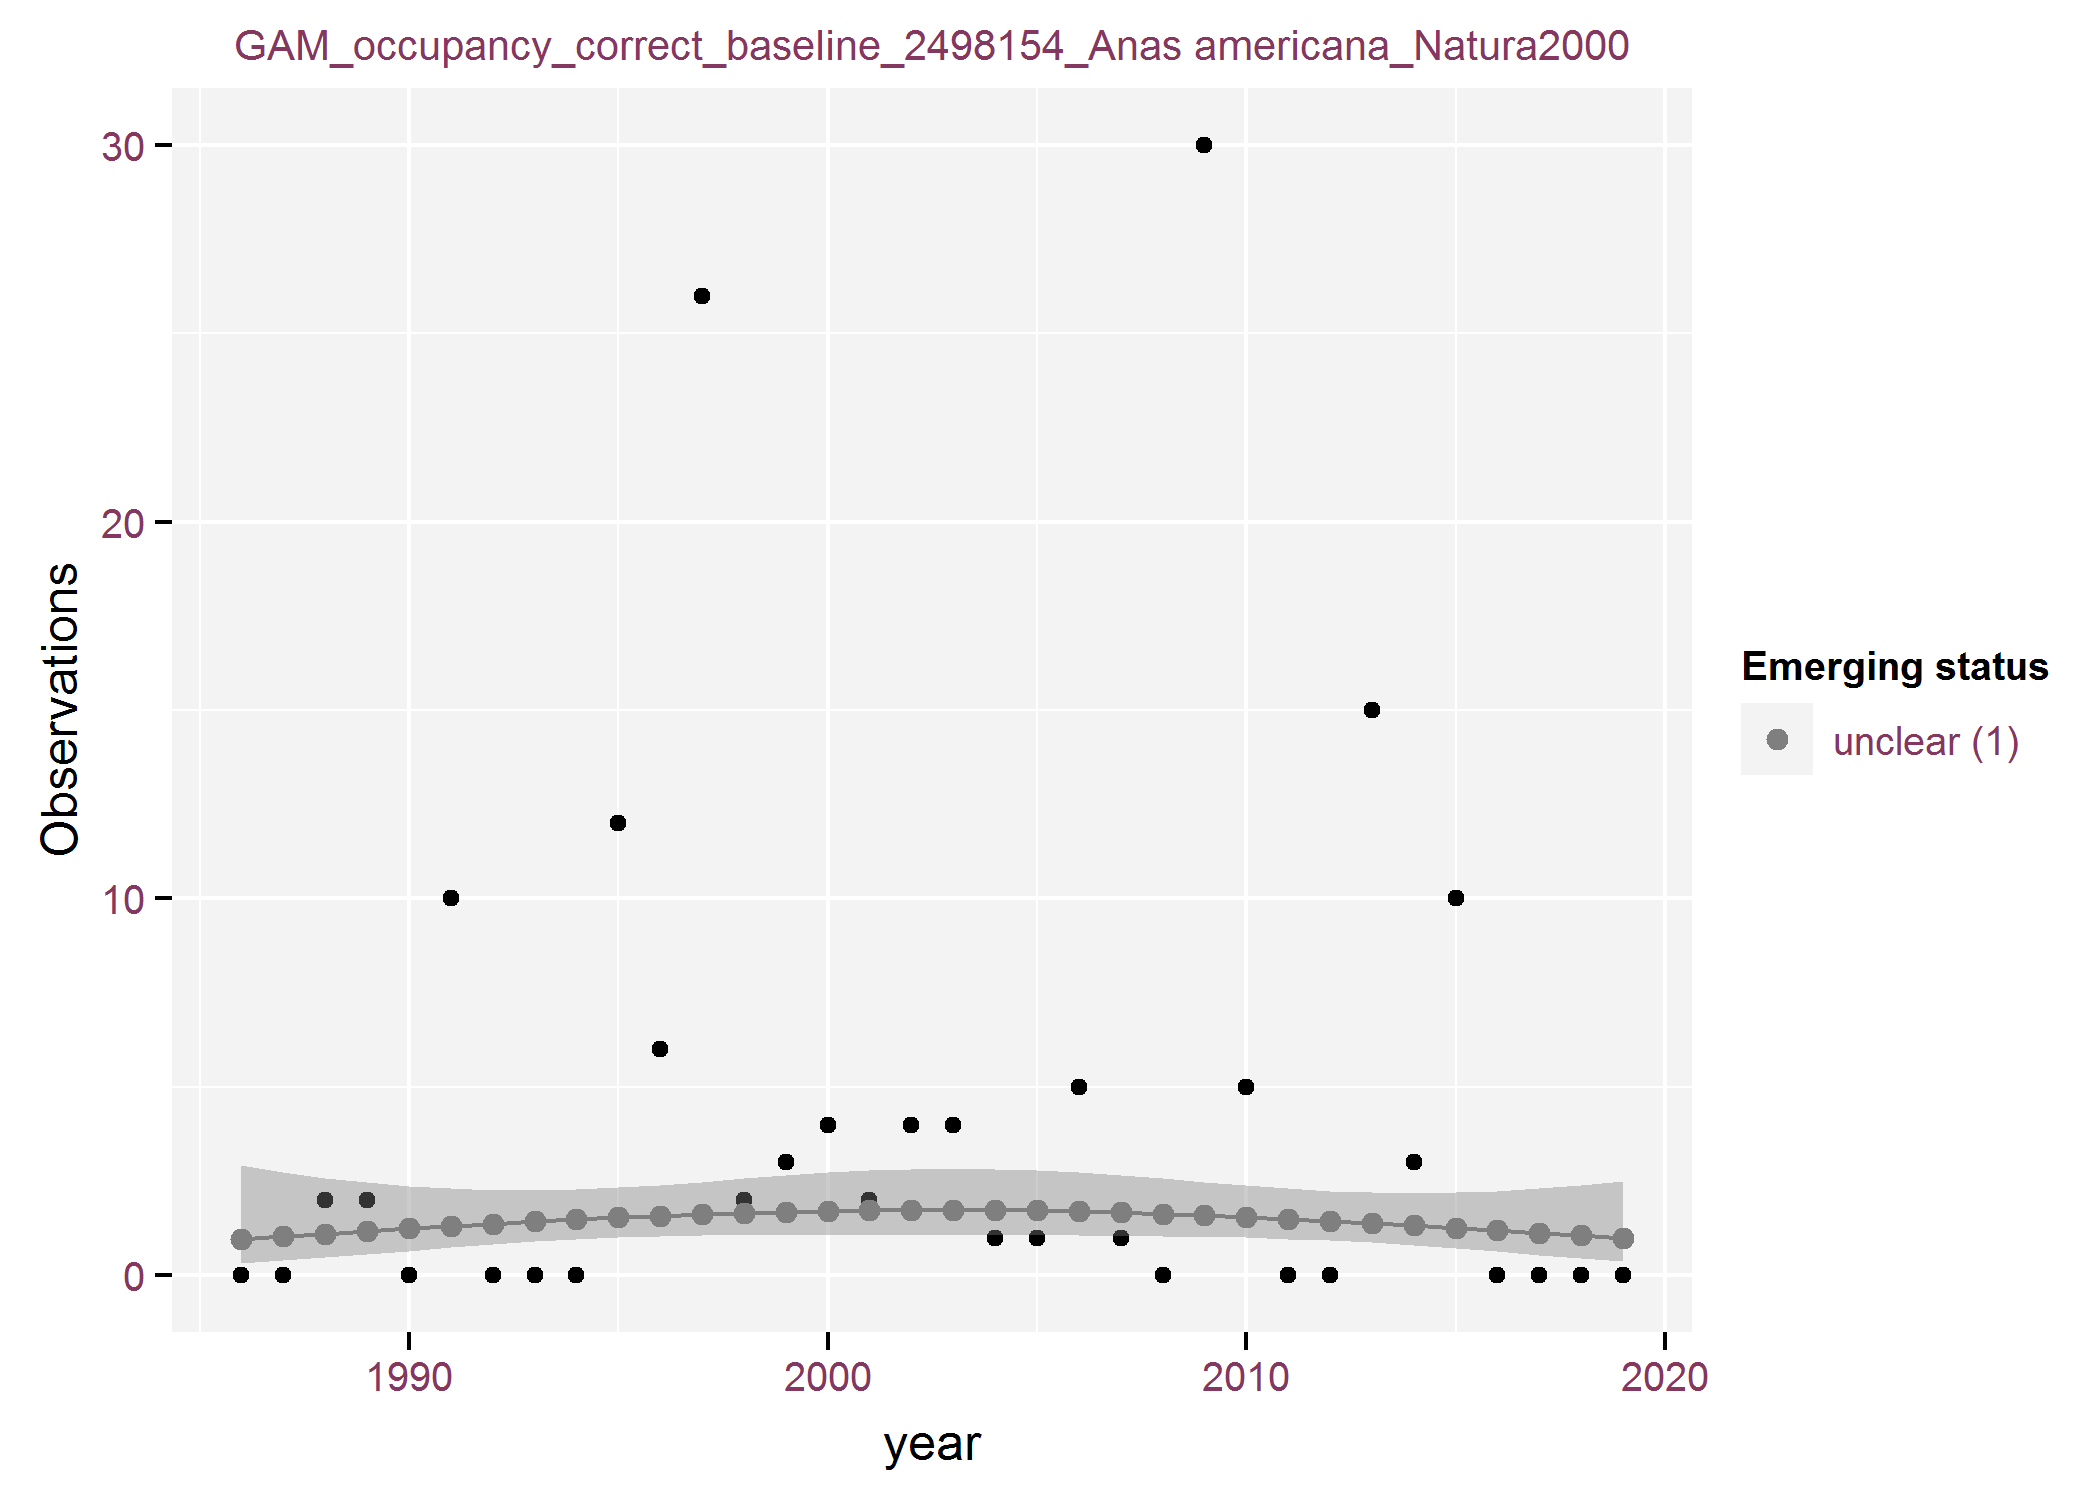 GAM_occupancy_correct_baseline_2498154_Anas americana_Natura2000
30
20
10
0
Observations
1990
2000
2010
2020
year
Emerging status
unclear (1)